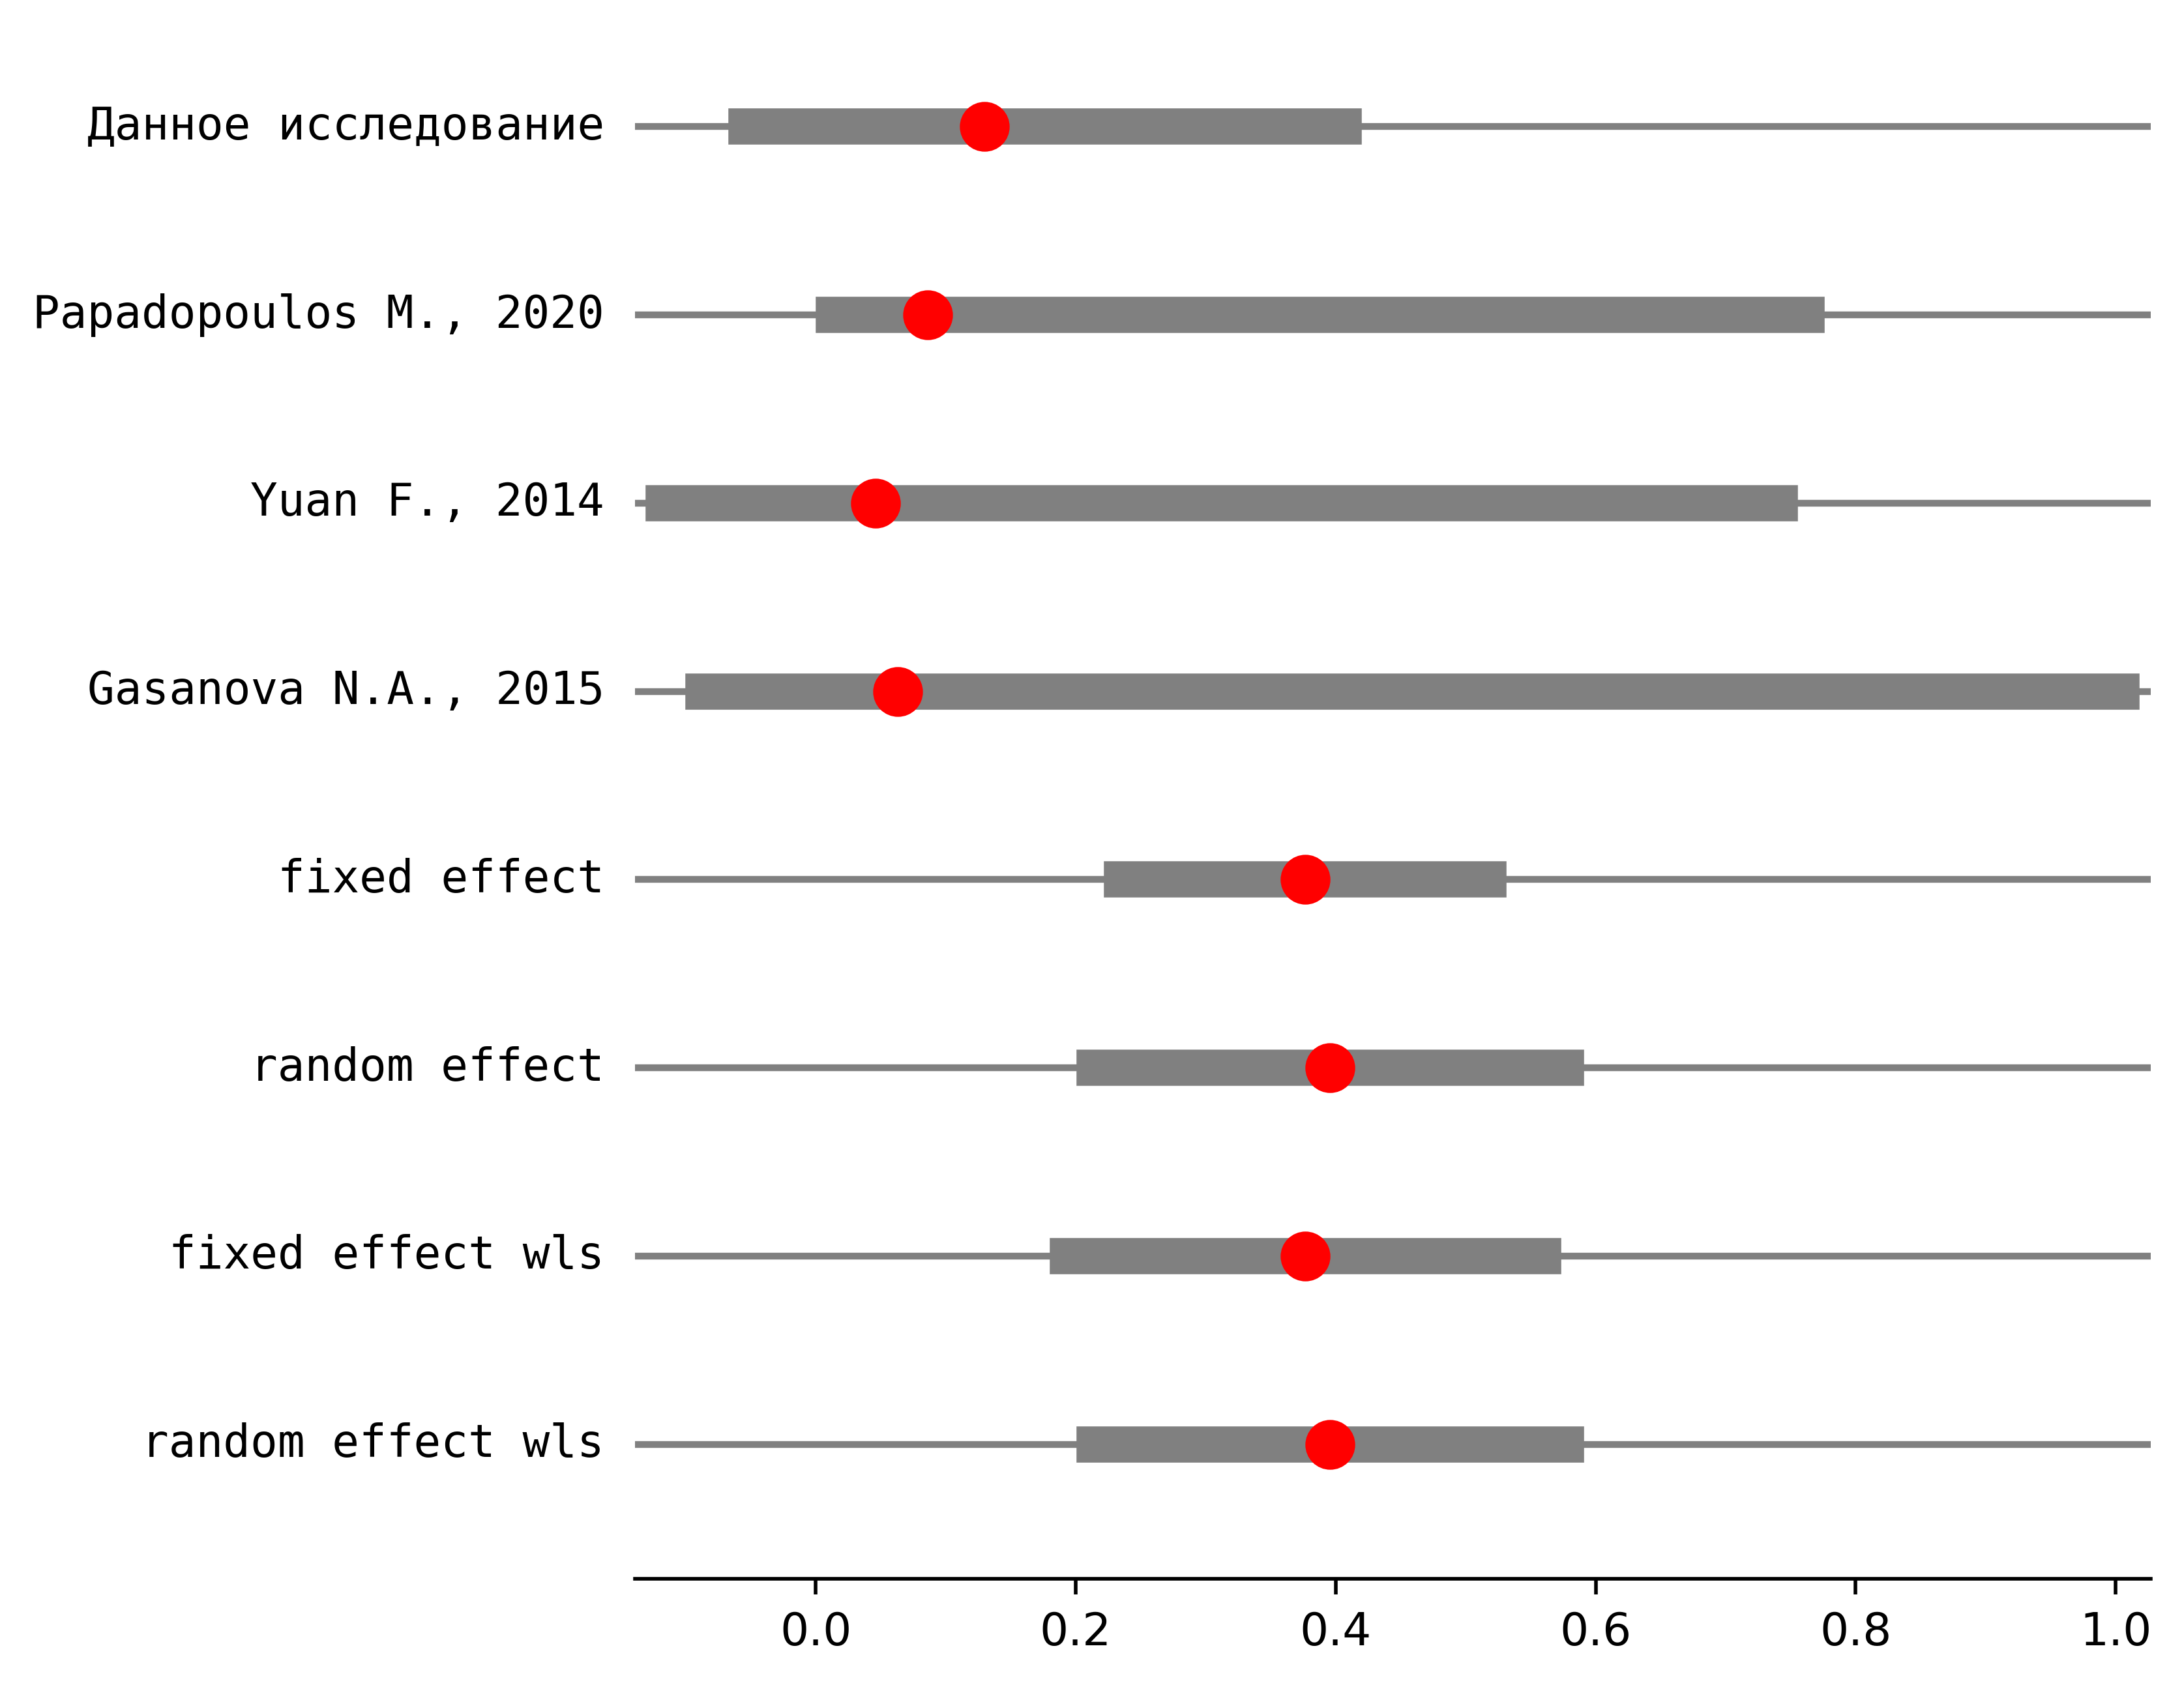 Данное исследование
Papadopoulos M., 2020
Yuan F., 2014
Gasanova N.A., 2015
fixed effect
random effect
fixed effect wls
random effect wls
0.0 0.2 0.4 0.6 0.8 1.0